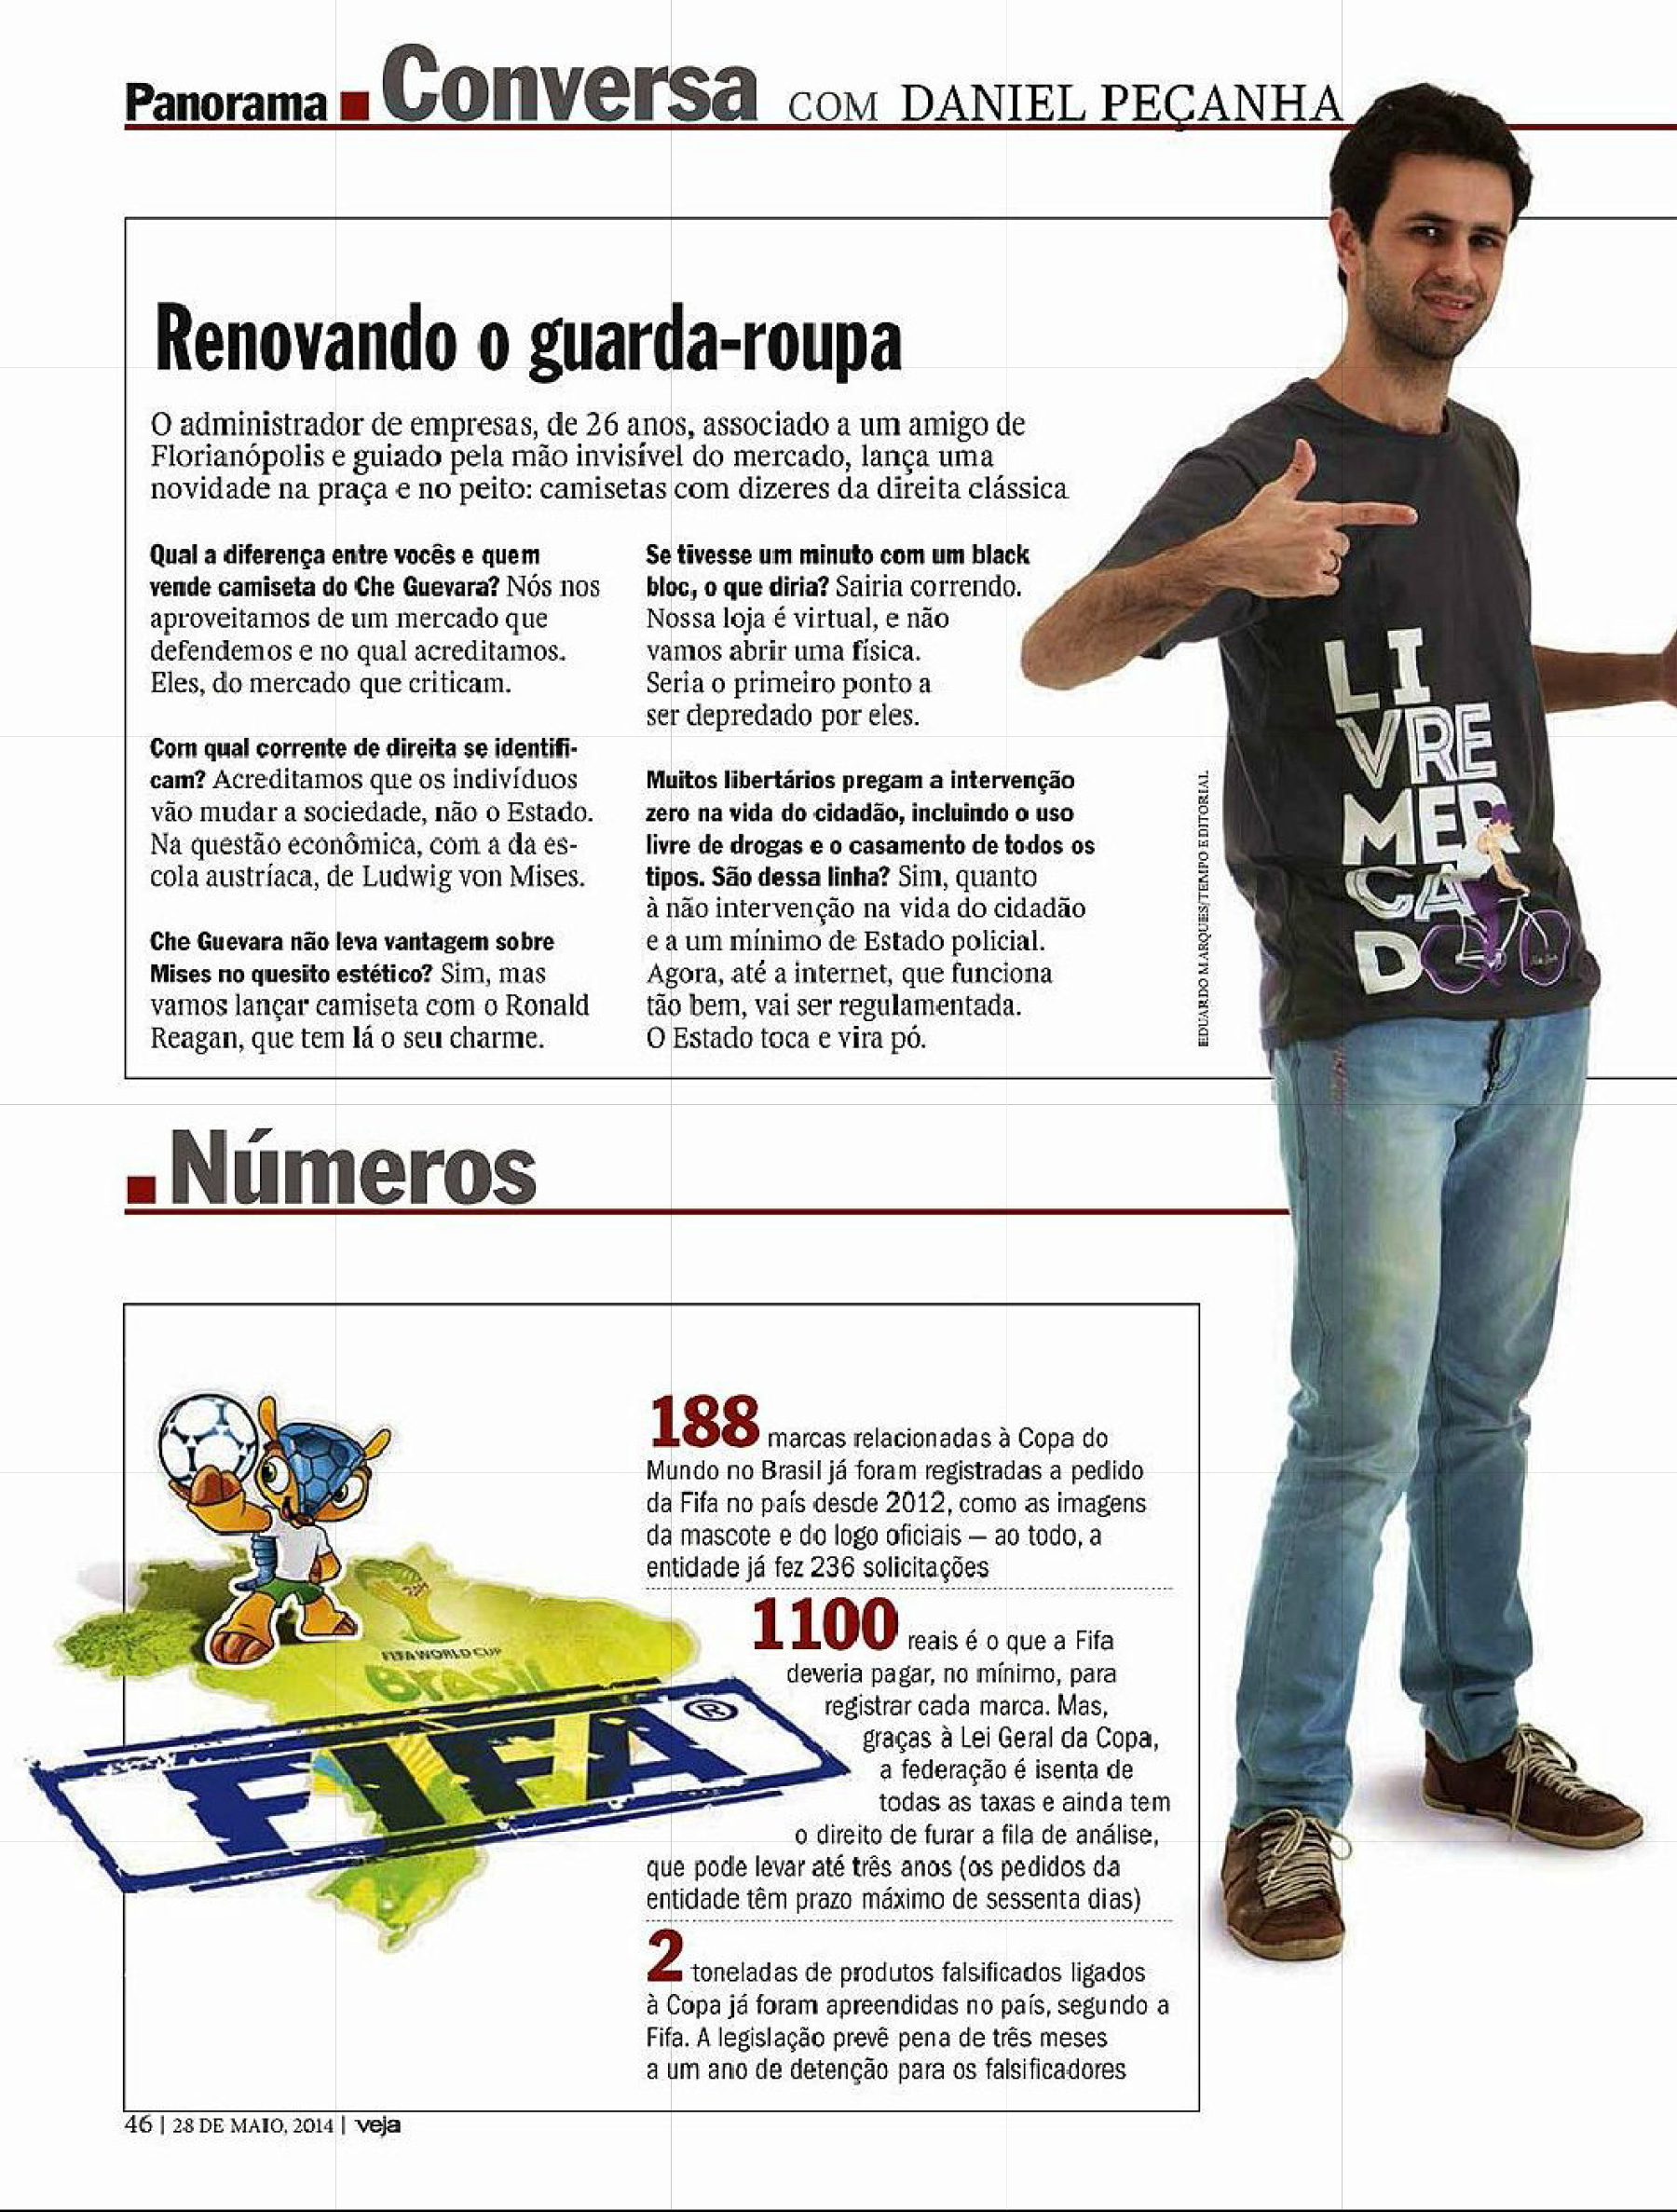 Panorama Conversa COM DANIEL PEÇANHA
Renovando o guarda-roupa
O administrador de empresas, de 26 anos, associado a um amigo de
Florianópolis e guiado pela mão invisível do mercado, lança uma
novidade na praça e no peito: camisetas com dizeres da direita clássica
Qual a diferença entre vocês e quem
vende camiseta do Che Guevara? Nós nos
aproveitamos de um mercado que
defendemos e no qual acreditamos.
Eles, do mercado que criticam.
Com qual corrente de direita se identifi-
cam? Acreditamos que os indivíduos
vão mudar a sociedade, não o Estado.
Na questão econômica, com a da es-
cola austríaca, de Ludwig von Mises.
Che Guevara não leva vantagem sobre
Mises no quesito estético? Sim, mas
vamos lançar camiseta com o Ronald
Reagan, que tem lá o seu charme.
Se tivesse um minuto com um black
bloc, o que diria? Sairia correndo.
Nossa loja é virtual, e não
vamos abrir uma física.
Seria o primeiro ponto a
ser depredado por eles.
Muitos libertários pregam a intervenção
zero na vida do cidadão, incluindo o uso
livre de drogas e o casamento de todos os
tipos. São dessa linha? Sim, quanto
à não intervenção na vida do cidadão
e a um mínimo de Estado policial.
Agora, até a internet, que funciona
tão bem, vai ser regulamentada.
O Estado toca e vira pó.
EDUARDO MARQUES/TEMPO EDITORIAL
LI
VRE
MER
CA
DO
Números
188 marcas relacionadas à Copa do
Mundo no Brasil já foram registradas a pedido
da Fifa no país desde 2012, como as imagens
da mascote e do logo oficiais — ao todo, a
entidade já fez 236 solicitações
1100 reais é o que a Fifa
deveria pagar, no mínimo, para
registrar cada marca. Mas,
graças à Lei Geral da Copa,
a federação é isenta de
todas as taxas e ainda tem
o direito de furar a fila de análise,
que pode levar até três anos (os pedidos da
entidade têm prazo máximo de sessenta dias)
2 toneladas de produtos falsificados ligados
à Copa já foram apreendidas no país, segundo a
Fifa. A legislação prevê pena de três meses
a um ano de detenção para os falsificadores
FIFA WORLD CUP
BRASIL
FIFA®
46 | 28 DE MAIO, 2014 | veja